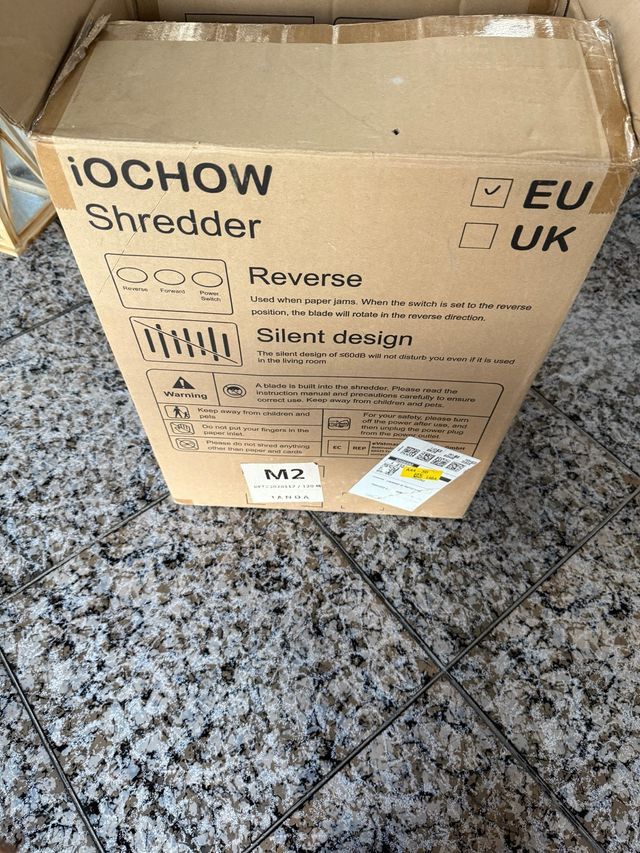 iOCHOW
Shredder
EU
UK
Reverse Forward Power Switch
Reverse
Used when paper jams. When the switch is set to the reverse
position, the blade will rotate in the reverse direction.
Silent design
The silent design of ≤60dB will not disturb you even if it is used
in the living room
Warning
A blade is built into the shredder. Please read the
instruction manual and precautions carefully to ensure
correct use. Keep away from children and pets.
Keep away from children and
pets
Do not put your fingers in the
paper inlet.
Please do not shred anything
other than paper and cards
For your safety, please turn
off the power after use, and
then unplug the power plug
from the power outlet.
EC REP
M2